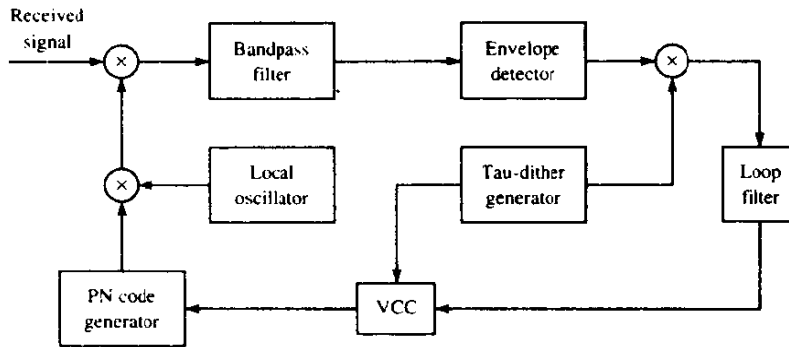 Received
signal
×
Bandpass
filter
Envelope
detector
×
×
Local
oscillator
Tau-dither
generator
Loop
filter
PN code
generator
VCC